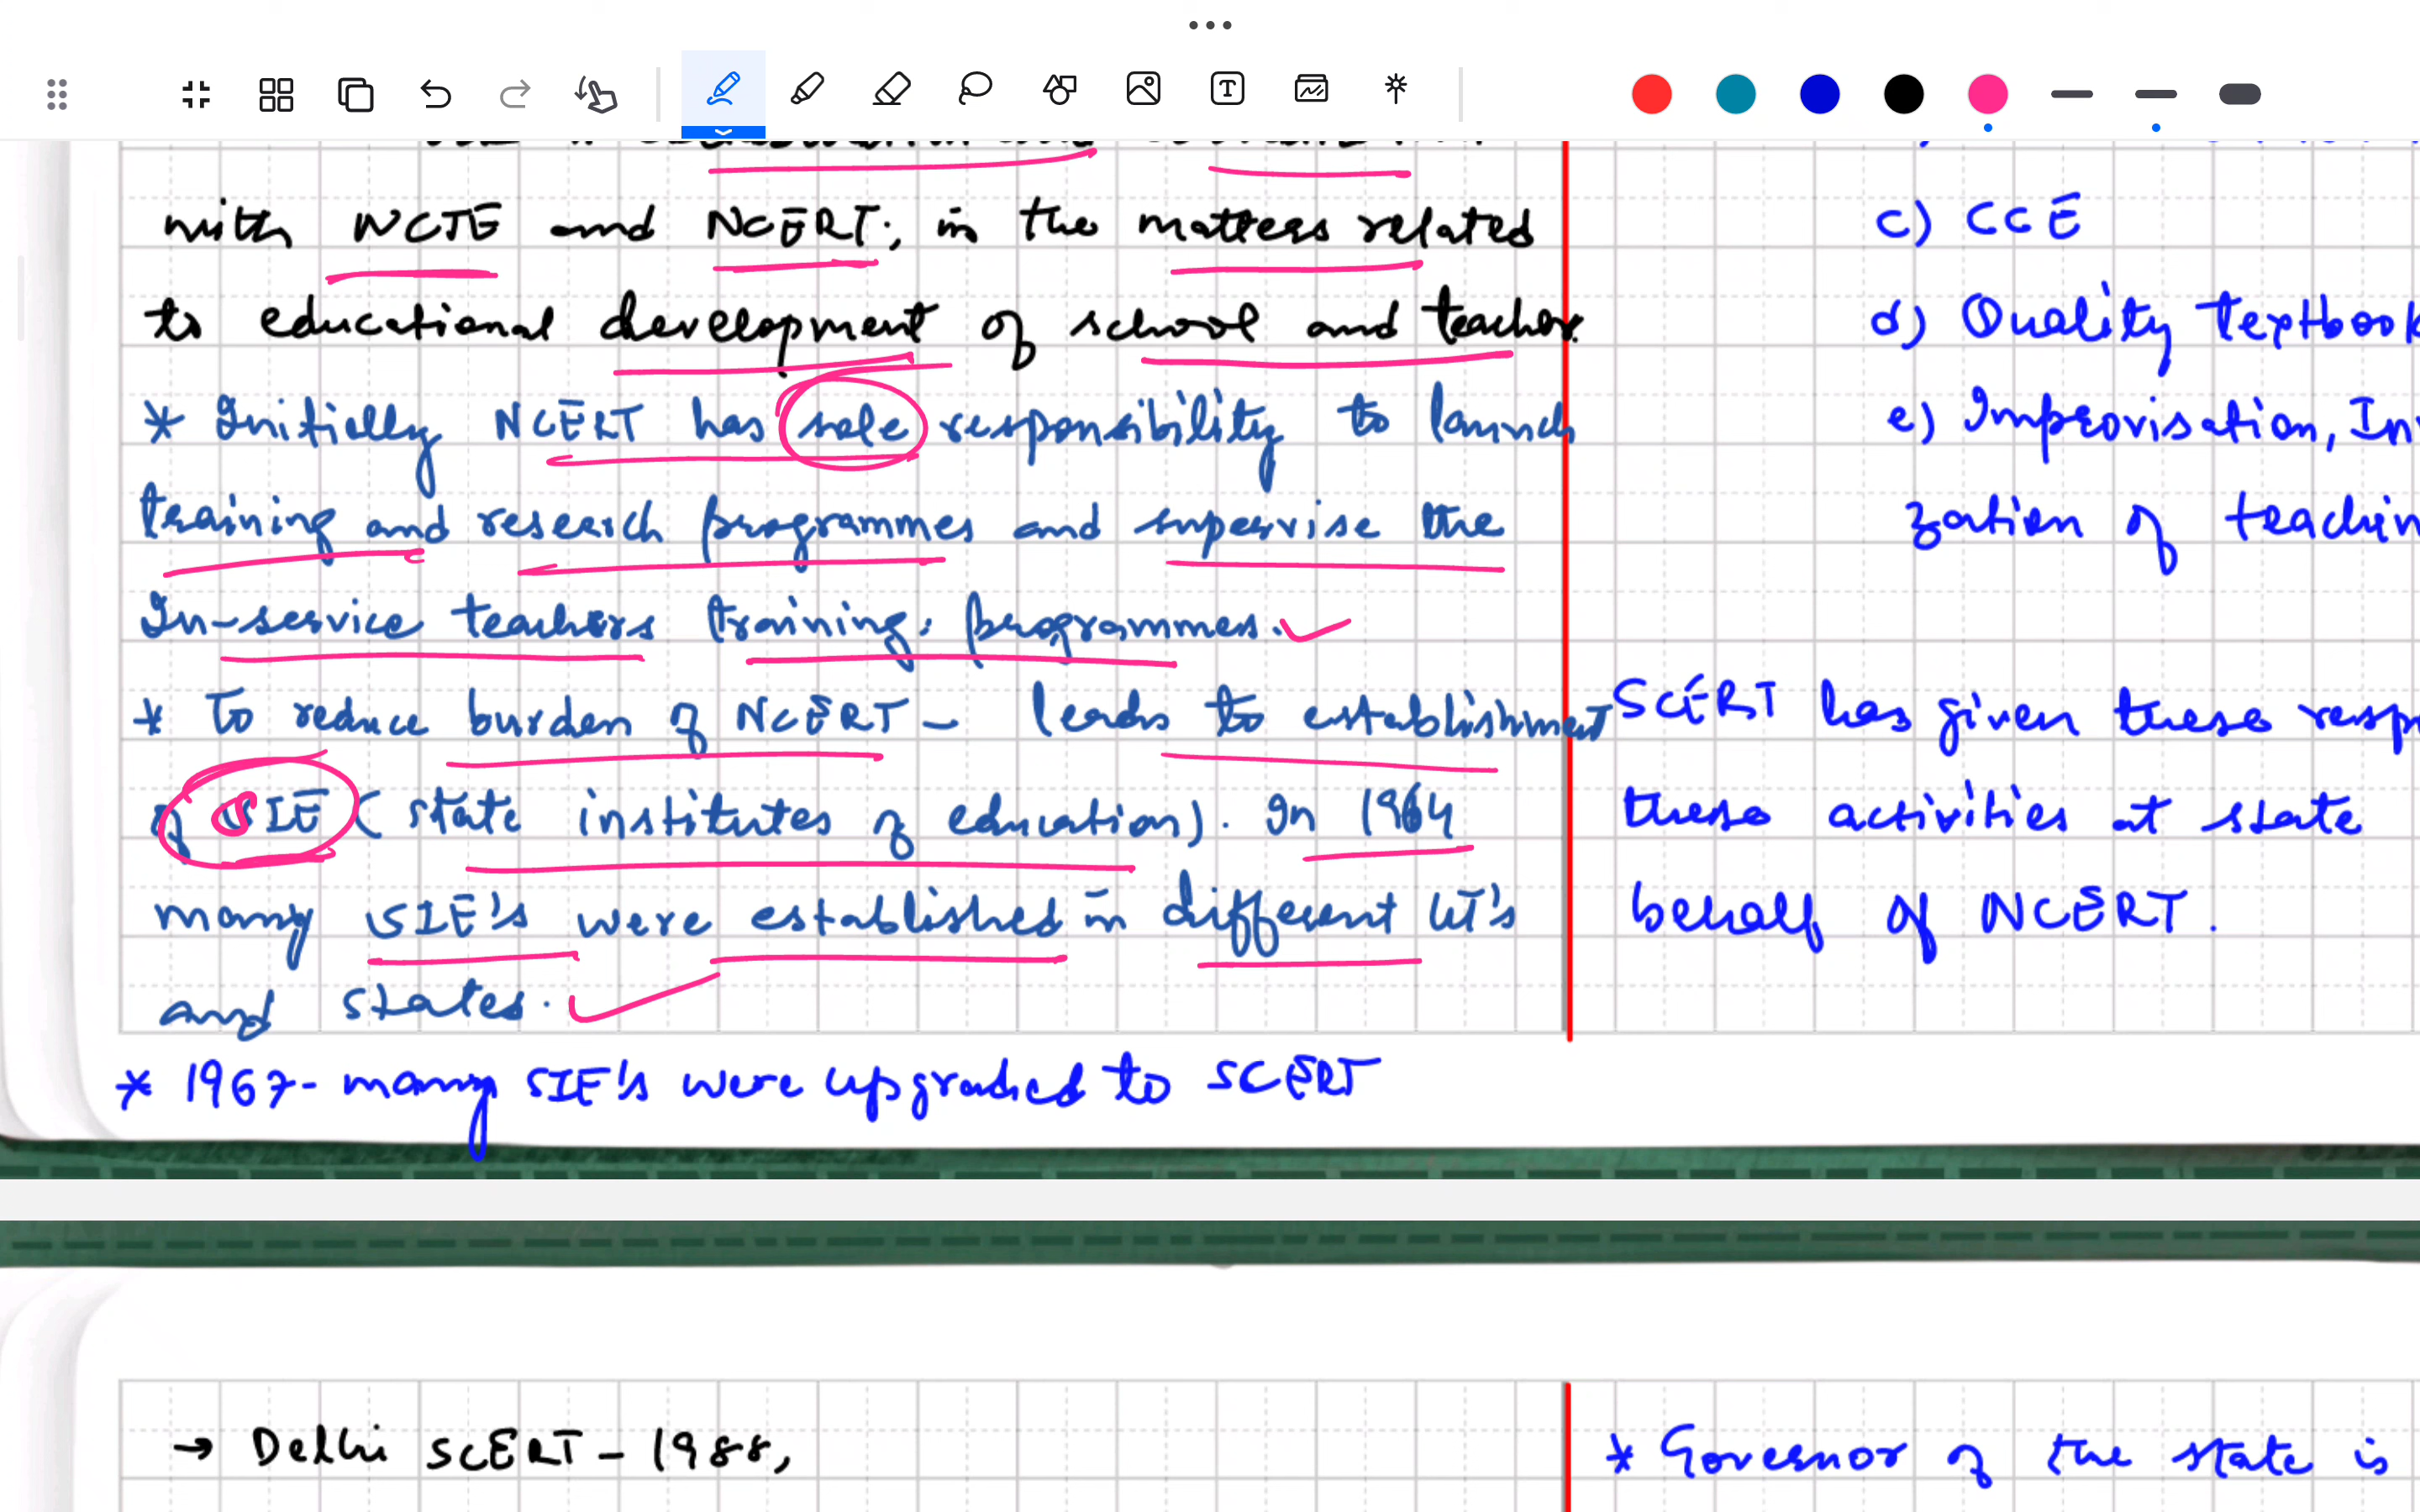 with NCTE and NCERT, in the matters related
to educational development of school and teacher.
* Initially NCERT has sole responsibility to launch
training and research programmes and supervise the
In-service teachers training programmes.
* To reduce burden of NCERT - leads to establishment
of SIE ( state institutes of education). In 1964
many SIE's were established in different UT's
and states.
* 1967- many SIE's were upgraded to SCERT
c) CCE
d) Quality Textbook
e) Improvisation, In
zation of teachin
SCERT has given these resp
these activities at state
behalf of NCERT.
→ Delhi SCERT - 1988,
* Governor of the state is